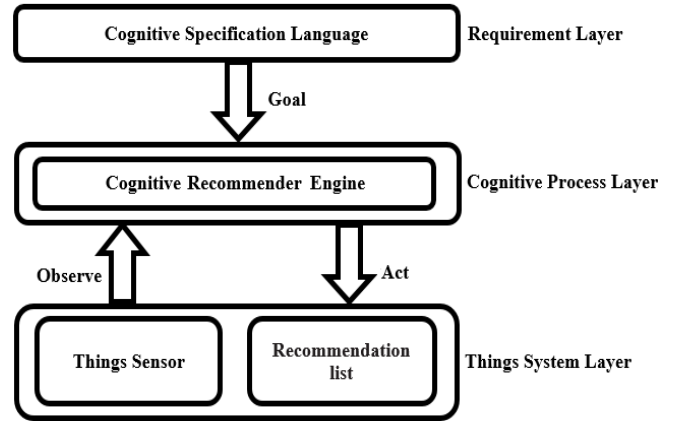 Cognitive Specification Language
Requirement Layer
Goal
Cognitive Recommender Engine
Cognitive Process Layer
Observe
Act
Things Sensor
Recommendation
list
Things System Layer